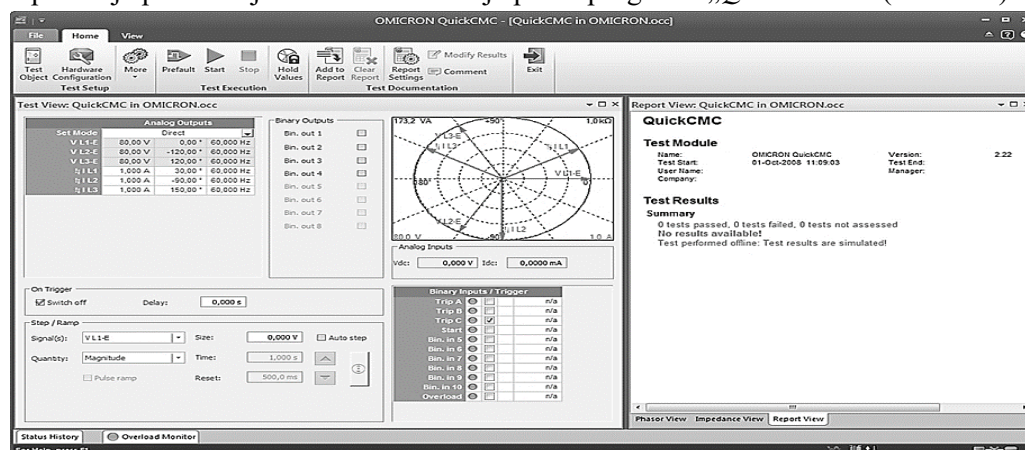 OMICRON QuickCMC - [QuickCMC in OMICRON.occ]
File Home View
Test Object
Hardware Configuration
More
Test Setup
Prefault
Start
Stop
Test Execution
Hold Values
Add to Report
Clear Report
Report Settings
Modify Results
Comment
Test Documentation
Exit
Test View: QuickCMC in OMICRON.occ
Analog Outputs
Set Mode Direct
V L1-E 80,00 V 0,00 ° 60,000 Hz
V L2-E 80,00 V -120,00 ° 60,000 Hz
V L3-E 80,00 V 120,00 ° 60,000 Hz
I L1 1,000 A 30,00 ° 60,000 Hz
I L2 1,000 A -90,00 ° 60,000 Hz
I L3 1,000 A 150,00 ° 60,000 Hz
Binary Outputs
Bin. out 1
Bin. out 2
Bin. out 3
Bin. out 4
Bin. out 5
Bin. out 6
Bin. out 7
Bin. out 8
173,2 VA +90° 1,0 kΩ
V L3-E
I L3 I L1
180° V L1-E 0°
V L2-E
I L2
80,0 V -90° 1,0 A
Analog Inputs
Vdc: 0,000 V Idc: 0,0000 mA
On Trigger
Switch off Delay: 0,000 s
Step / Ramp
Signal(s): V L1-E Size: 0,000 V Auto step
Quantity: Magnitude Time: 1,000 s
Pulse ramp Reset: 500,0 ms
Binary Inputs / Trigger
Trip A n/a
Trip B n/a
Trip C n/a
Start n/a
Bin. in 5 n/a
Bin. in 6 n/a
Bin. in 7 n/a
Bin. in 8 n/a
Bin. in 9 n/a
Bin. in 10 n/a
Overload n/a
Report View: QuickCMC in OMICRON.occ
QuickCMC
Test Module
Name: OMICRON QuickCMC Version: 2.22
Test Start: 01-Oct-2008 11:09:03 Test End:
User Name: Manager:
Company:
Test Results
Summary
0 tests passed, 0 tests failed, 0 tests not assessed
No results available!
Test performed offline: Test results are simulated!
Phasor View Impedance View Report View
Status History Overload Monitor